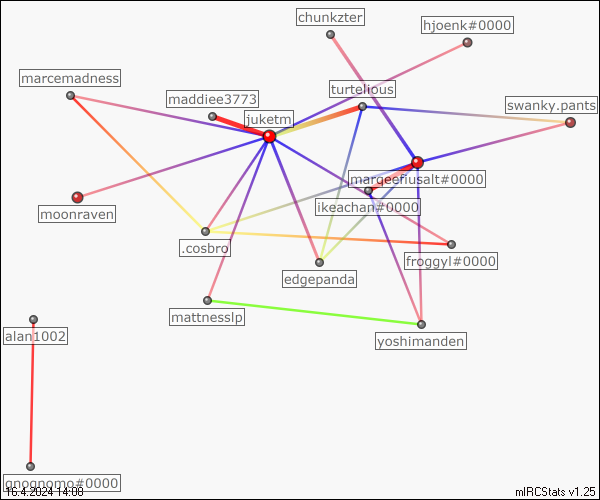 chunkzter
hjoenk#0000
marcemadness
turtelious
maddiee3773
swanky.pants
juketm
margeefiusalt#0000
ikeachan#0000
moonraven
.cosbro
froggyl#0000
edgepanda
mattnesslp
alan1002
yoshimanden
gnognomo#0000
16.4.2024 14:08
mIRCStats v1.25